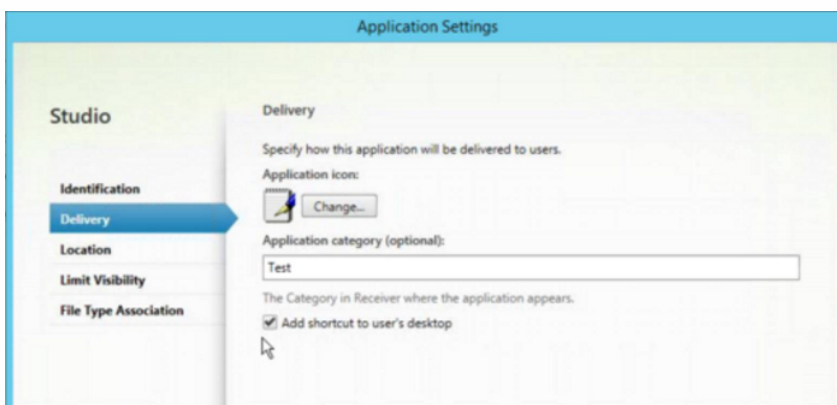 Application Settings
Studio
Identification
Delivery
Location
Limit Visibility
File Type Association
Delivery
Specify how this application will be delivered to users.
Application icon:
Change...
Application category (optional):
Test
The Category in Receiver where the application appears.
Add shortcut to user's desktop